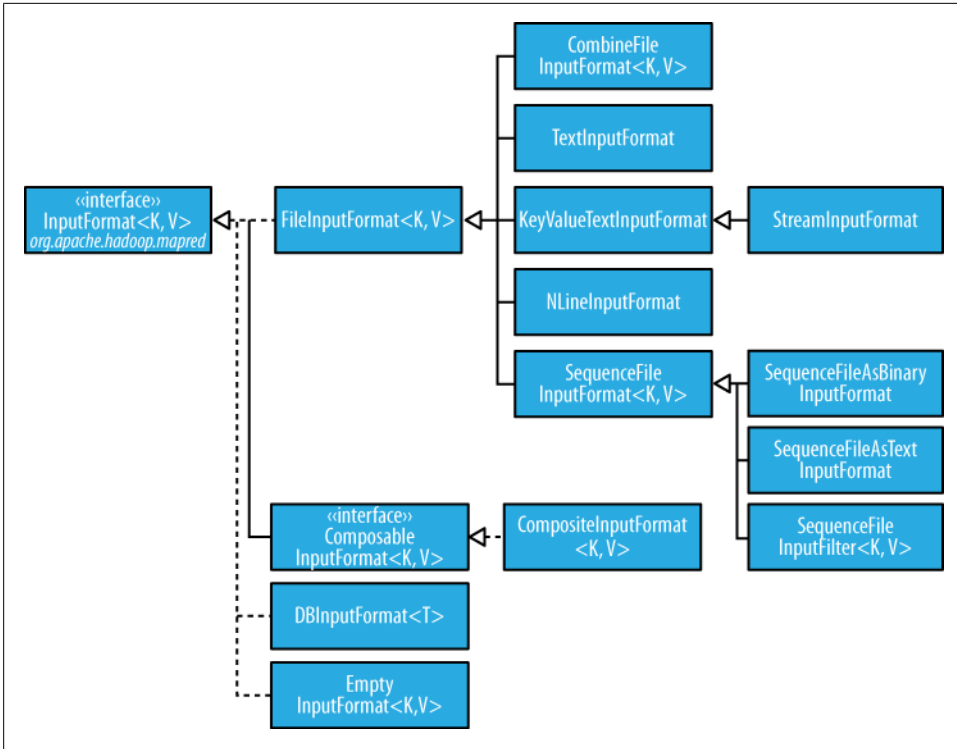 CombineFile
InputFormat<K, V>
TextInputFormat
‹‹interface››
InputFormat<K, V>
org.apache.hadoop.mapred
FileInputFormat<K, V>
KeyValueTextInputFormat
StreamInputFormat
NLineInputFormat
SequenceFile
InputFormat<K, V>
SequenceFileAsBinary
InputFormat
SequenceFileAsText
InputFormat
‹‹interface››
Composable
InputFormat<K, V>
CompositeInputFormat
<K, V>
SequenceFile
InputFilter<K, V>
DBInputFormat<T>
Empty
InputFormat<K,V>